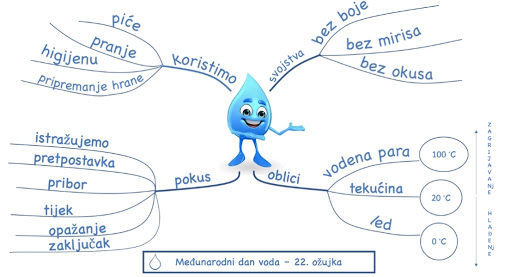 koristimo
piće
pranje
higijenu
pripremanje hrane
svojstva
bez boje
bez mirisa
bez okusa
pokus
istražujemo
pretpostavka
pribor
tijek
opažanje
zaključak
oblici
vodena para
100 °C
tekućina
20 °C
led
0 °C
ZAGRIJAVANJE
HLAĐENJE
Međunarodni dan voda - 22. ožujka